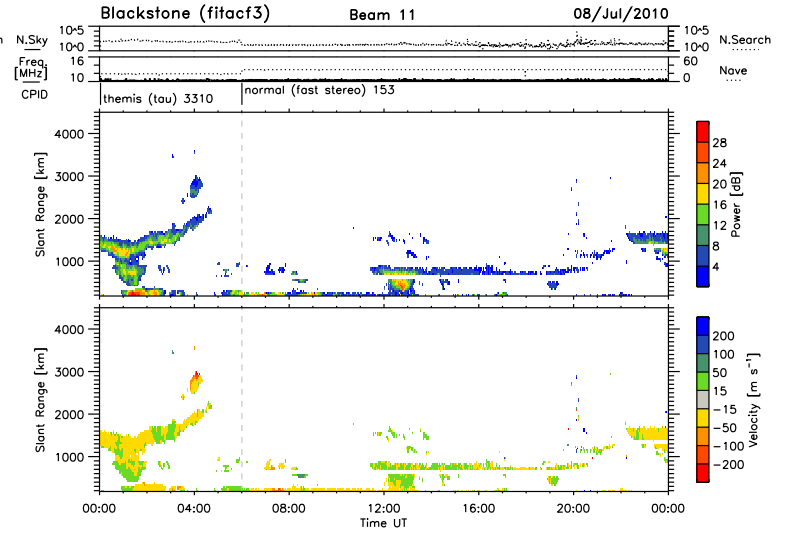 Blackstone (fitacf3)
Beam 11
08/Jul/2010
N.Sky
10^5
10^0
10^5
10^0
N.Search
Freq.
[MHz]
16
10
60
0
Nave
CPID
themis (tau) 3310
normal (fast stereo) 153
Slant Range [km]
4000
3000
2000
1000
28
24
20
16
12
8
4
Power [dB]
Slant Range [km]
4000
3000
2000
1000
200
100
50
15
-15
-50
-100
-200
Velocity [m s⁻¹]
00:00
04:00
08:00
12:00
16:00
20:00
00:00
Time UT